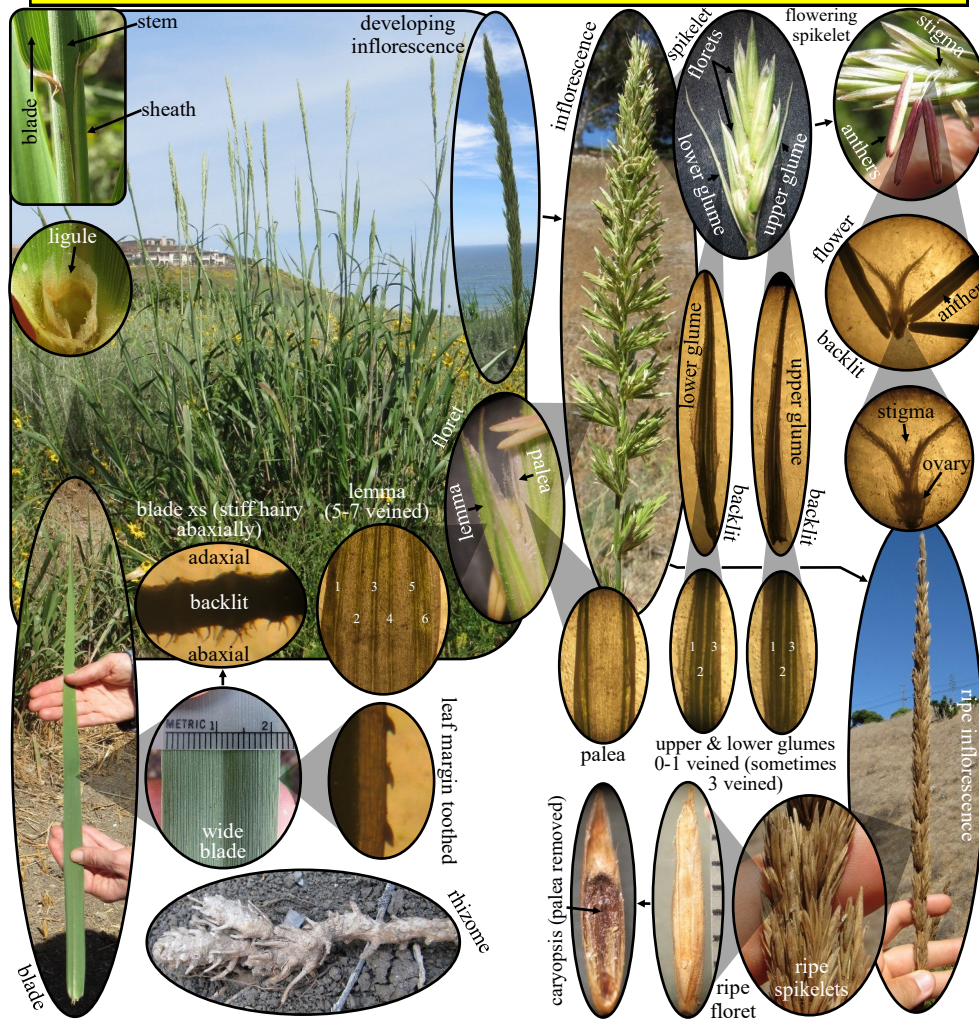 stem
blade
sheath
ligule
developing
inflorescence
inflorescence
spikelet
florets
lower glume
upper glume
flowering
spikelet
stigma
anthers
flower
anther
backlit
stigma
ovary
lower glume
backlit
upper glume
backlit
floret
palea
lemma
blade xs (stiff hairy
abaxially)
adaxial
backlit
abaxial
lemma
(5-7 veined)
1 3 5
2 4 6
palea
1 3
2
1 3
2
upper & lower glumes
0-1 veined (sometimes
3 veined)
METRIC 1 2
wide
blade
leaf margin toothed
blade
rhizome
caryopsis (palea removed)
ripe
floret
ripe
spikelets
ripe inflorescence